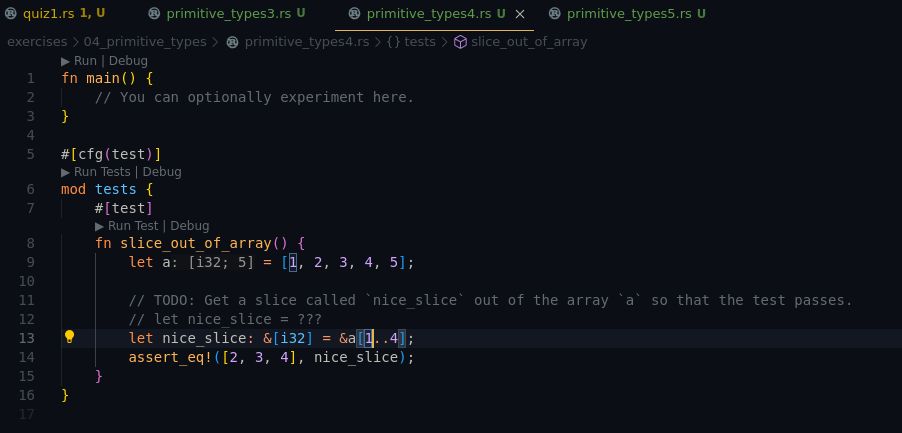 quiz1.rs 1, U primitive_types3.rs U primitive_types4.rs U × primitive_types5.rs U
exercises > 04_primitive_types > primitive_types4.rs > {} tests > slice_out_of_array
▶ Run | Debug
1 fn main() {
2 // You can optionally experiment here.
3 }
4
5 #[cfg(test)]
▶ Run Tests | Debug
6 mod tests {
7 #[test]
▶ Run Test | Debug
8 fn slice_out_of_array() {
9 let a: [i32; 5] = [1, 2, 3, 4, 5];
10
11 // TODO: Get a slice called `nice_slice` out of the array `a` so that the test passes.
12 // let nice_slice = ???
13 let nice_slice: &[i32] = &a[1..4];
14 assert_eq!([2, 3, 4], nice_slice);
15 }
16 }
17